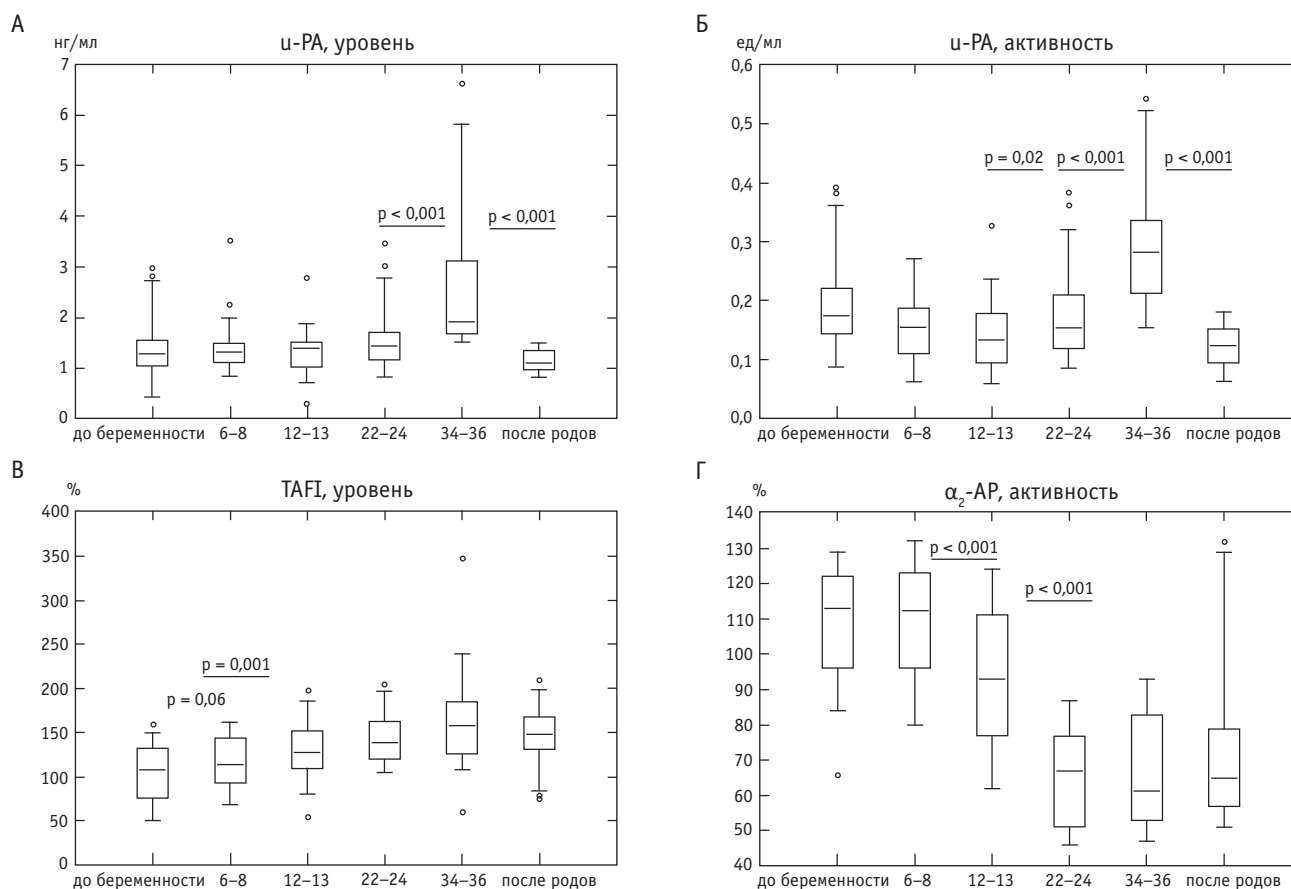 А
нг/мл
u-PA, уровень
7
6
5
4
3
2
1
0
p < 0,001
p < 0,001
до беременности 6–8 12–13 22–24 34–36 после родов
Б
ед/мл
u-PA, активность
0,6
0,5
0,4
0,3
0,2
0,1
0,0
p = 0,02 p < 0,001 p < 0,001
до беременности 6–8 12–13 22–24 34–36 после родов
В
%
TAFI, уровень
400
350
300
250
200
150
100
50
0
p = 0,001
p = 0,06
до беременности 6–8 12–13 22–24 34–36 после родов
Г
%
α₂-AP, активность
140
130
120
110
100
90
80
70
60
50
40
p < 0,001
p < 0,001
до беременности 6–8 12–13 22–24 34–36 после родов